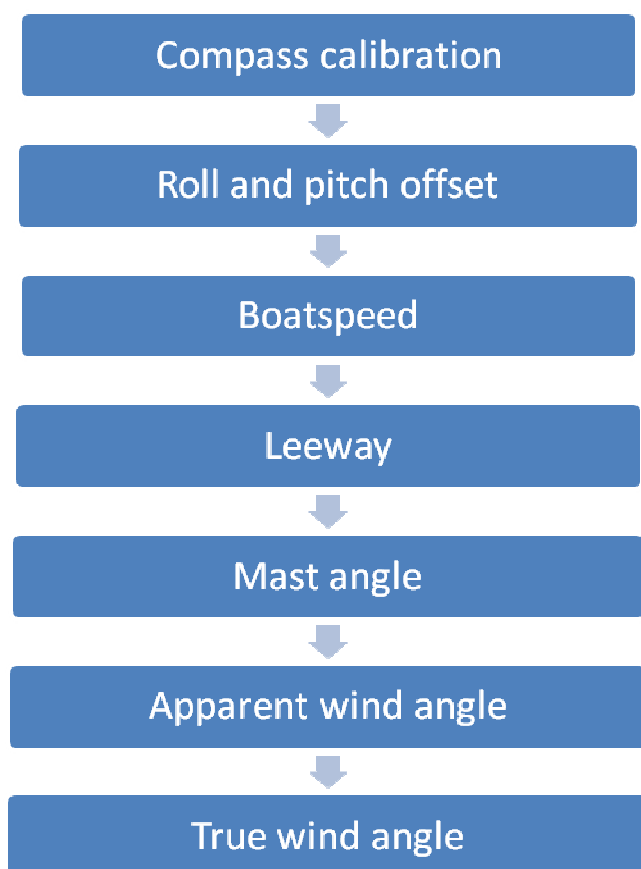 Compass calibration
Roll and pitch offset
Boatspeed
Leeway
Mast angle
Apparent wind angle
True wind angle